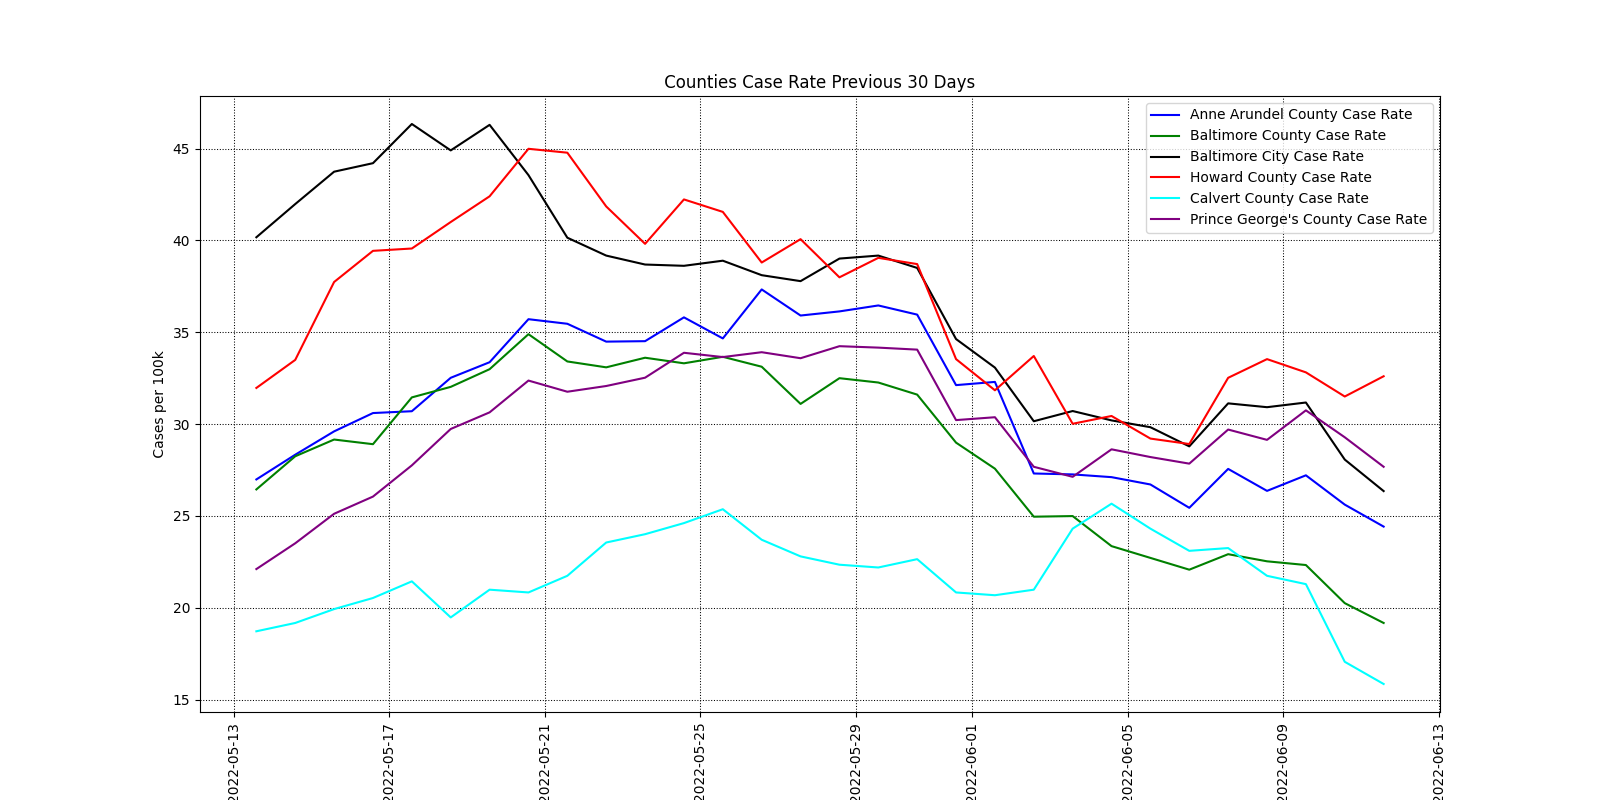 Counties Case Rate Previous 30 Days
Anne Arundel County Case Rate
Baltimore County Case Rate
Baltimore City Case Rate
Howard County Case Rate
Calvert County Case Rate
Prince George's County Case Rate
Cases per 100k
45
40
35
30
25
20
15
2022-05-13
2022-05-17
2022-05-21
2022-05-25
2022-05-29
2022-06-01
2022-06-05
2022-06-09
2022-06-13